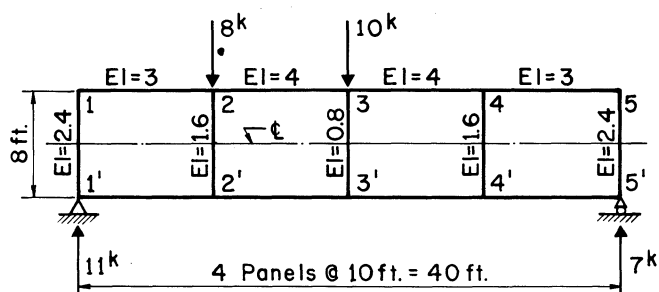 8k
10k
EI=3
EI=4
EI=4
EI=3
1
2
3
4
5
8 ft.
EI=2.4
EI=1.6
℄
EI=0.8
EI=1.6
EI=2.4
1'
2'
3'
4'
5'
11k
4 Panels @ 10 ft. = 40 ft.
7k